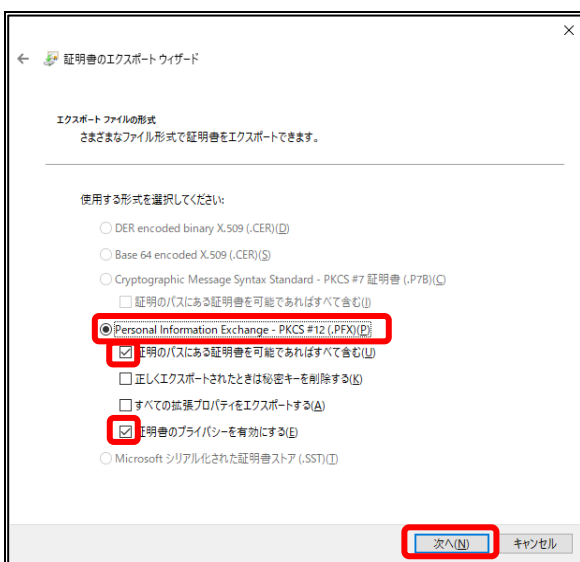 証明書のエクスポート ウィザード
エクスポート ファイルの形式
さまざまなファイル形式で証明書をエクスポートできます。
使用する形式を選択してください:
DER encoded binary X.509 (.CER)(D)
Base 64 encoded X.509 (.CER)(S)
Cryptographic Message Syntax Standard - PKCS #7 証明書 (.P7B)(C)
証明のパスにある証明書を可能であればすべて含む(I)
Personal Information Exchange - PKCS #12 (.PFX)(P)
証明のパスにある証明書を可能であればすべて含む(U)
正しくエクスポートされたときは秘密キーを削除する(K)
すべての拡張プロパティをエクスポートする(A)
証明書のプライバシーを有効にする(E)
Microsoft シリアル化された証明書ストア (.SST)(T)
次へ(N) キャンセル